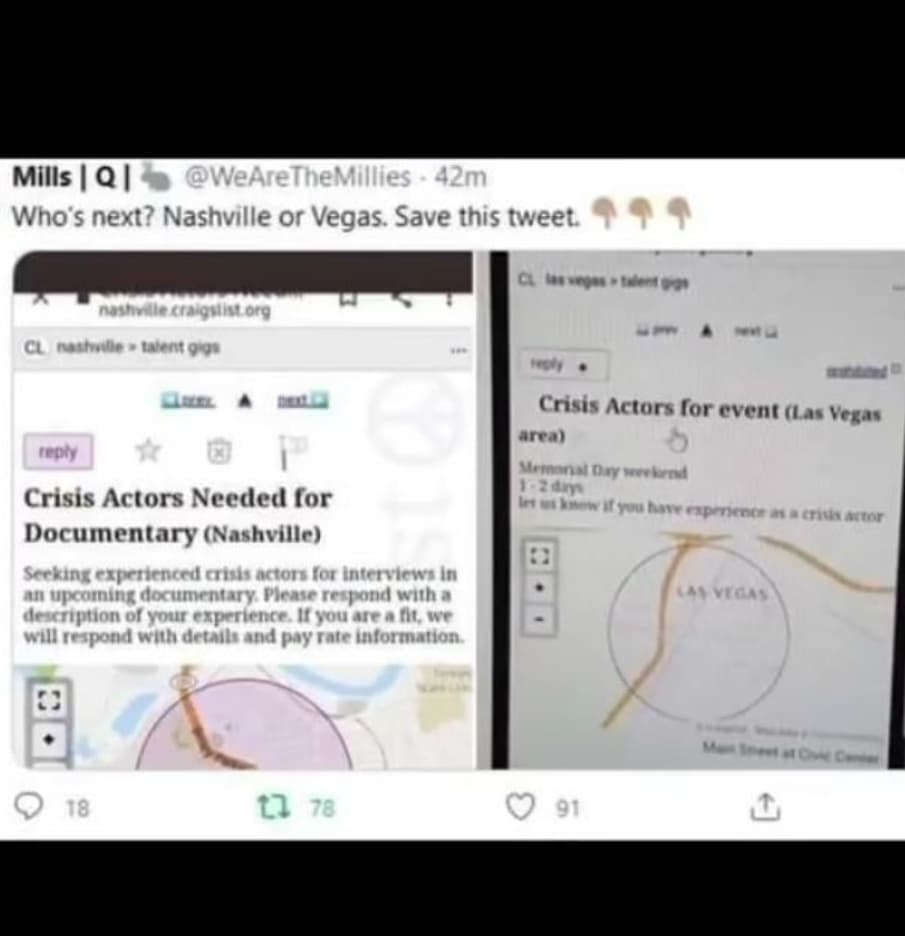 Mills | Q | @WeAreTheMillies · 42m
Who's next? Nashville or Vegas. Save this tweet.
nashville.craigslist.org
CL nashville > talent gigs
prev next
reply
Crisis Actors Needed for
Documentary (Nashville)
Seeking experienced crisis actors for interviews in
an upcoming documentary. Please respond with a
description of your experience. If you are a fit, we
will respond with details and pay rate information.
CL las vegas > talent gigs
prev next
reply
prohibited
Crisis Actors for event (Las Vegas
area)
Memorial Day weekend
1-2 days
let us know if you have experience as a crisis actor
LAS VEGAS
Main Street at Civic Center
18 78 91